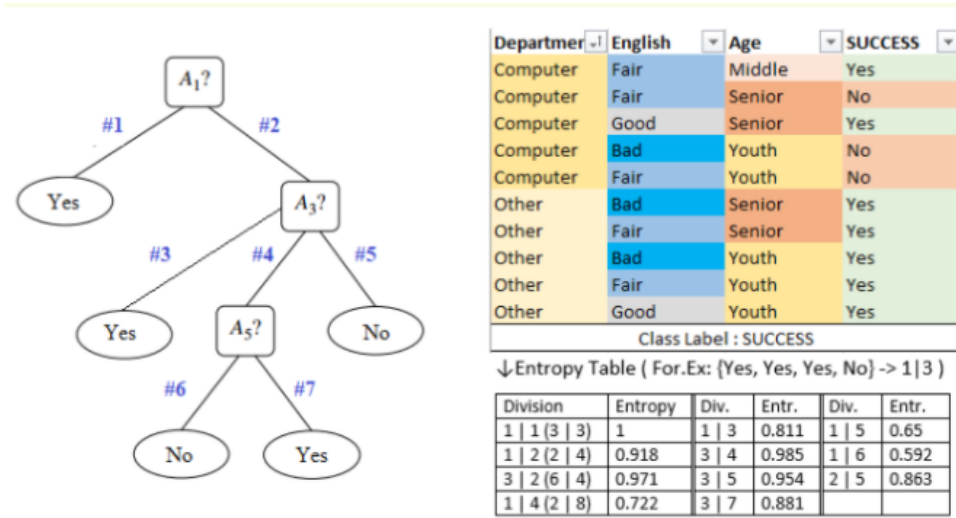 A1?
#1
#2
Yes
A3?
#3
#4
#5
Yes
A5?
No
#6
#7
No
Yes
Departmer English Age SUCCESS
Computer Fair Middle Yes
Computer Fair Senior No
Computer Good Senior Yes
Computer Bad Youth No
Computer Fair Youth No
Other Bad Senior Yes
Other Fair Senior Yes
Other Bad Youth Yes
Other Fair Youth Yes
Other Good Youth Yes
Class Label : SUCCESS
↓Entropy Table ( For.Ex: {Yes, Yes, Yes, No} -> 1|3 )
Division Entropy Div. Entr. Div. Entr.
1 | 1 (3 | 3) 1 1 | 3 0.811 1 | 5 0.65
1 | 2 (2 | 4) 0.918 3 | 4 0.985 1 | 6 0.592
3 | 2 (6 | 4) 0.971 3 | 5 0.954 2 | 5 0.863
1 | 4 (2 | 8) 0.722 3 | 7 0.881